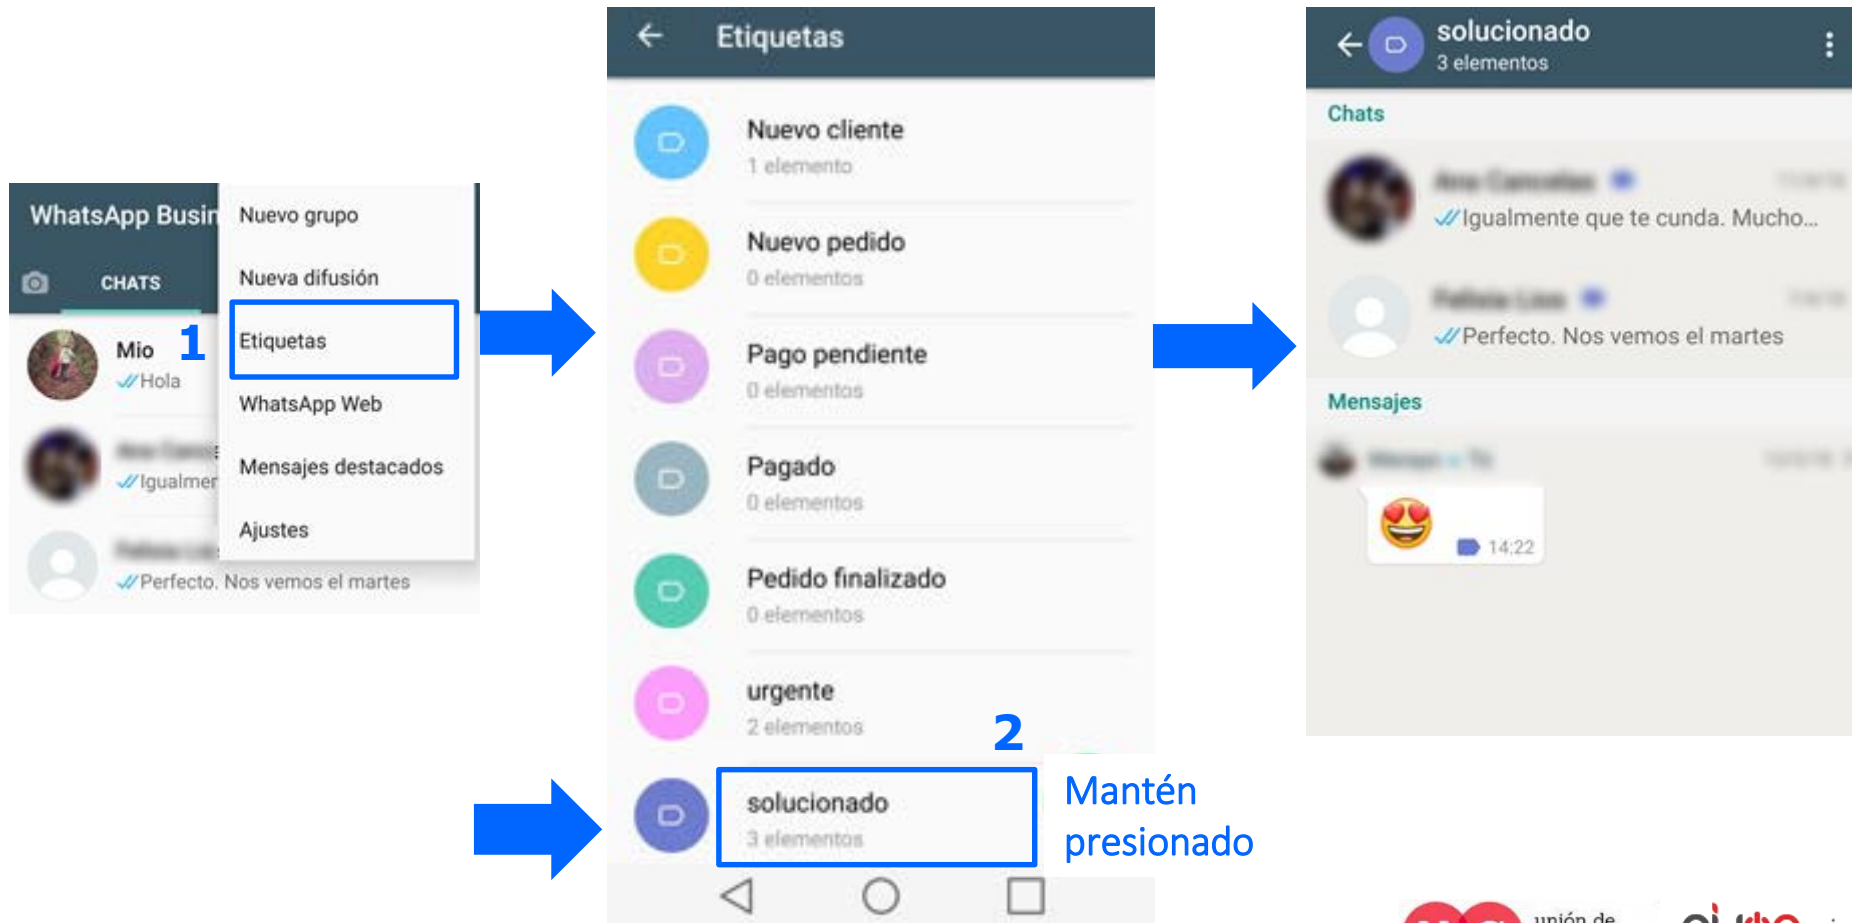 WhatsApp Busin
CHATS
1
Mio
Hola
Igualmer
Perfecto. Nos vemos el martes
Nuevo grupo
Nueva difusión
Etiquetas
WhatsApp Web
Mensajes destacados
Ajustes
Etiquetas
Nuevo cliente
1 elemento
Nuevo pedido
0 elementos
Pago pendiente
0 elementos
Pagado
0 elementos
Pedido finalizado
0 elementos
urgente
2 elementos
2
solucionado
3 elementos
Mantén
presionado
solucionado
3 elementos
Chats
Igualmente que te cunda. Mucho...
Perfecto. Nos vemos el martes
Mensajes
14:22
unión de